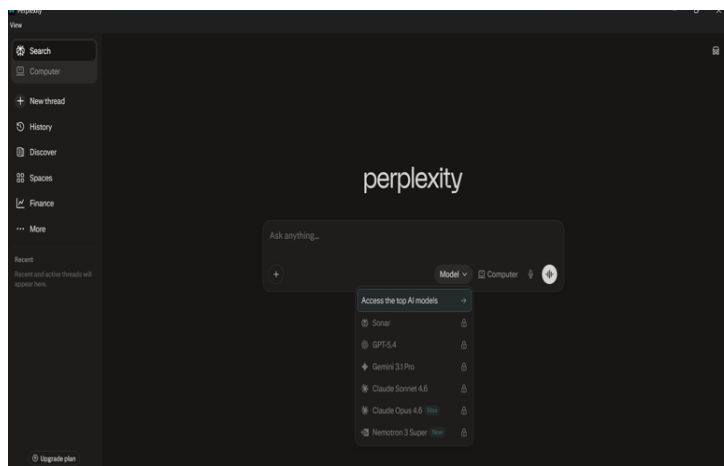 Perplexity
View
Search
Computer
New thread
History
Discover
Spaces
Finance
More
Recent
Recent and active threads will
appear here.
Upgrade plan
perplexity
Ask anything...
Model
Computer
Access the top AI models
Sonar
GPT-5.4
Gemini 3.1 Pro
Claude Sonnet 4.6
Claude Opus 4.6 Max
Nemotron 3 Super New